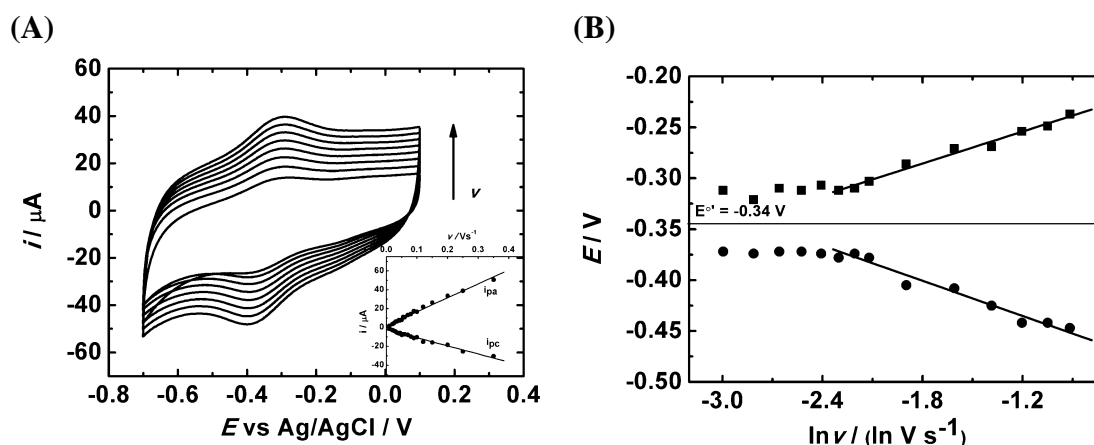 (A)
60
40
20
0
-20
-40
-60
i / µA
-0.8 -0.6 -0.4 -0.2 0.0 0.2 0.4
E vs Ag/AgCl / V
ν
ν /Vs-1
0.0 0.1 0.2 0.3 0.4
60
40
20
0
-20
-40
i / µA
ipa
ipc
(B)
-0.20
-0.25
-0.30
-0.35
-0.40
-0.45
-0.50
E / V
E°' = -0.34 V
-3.0 -2.4 -1.8 -1.2
ln ν / (ln V s-1)